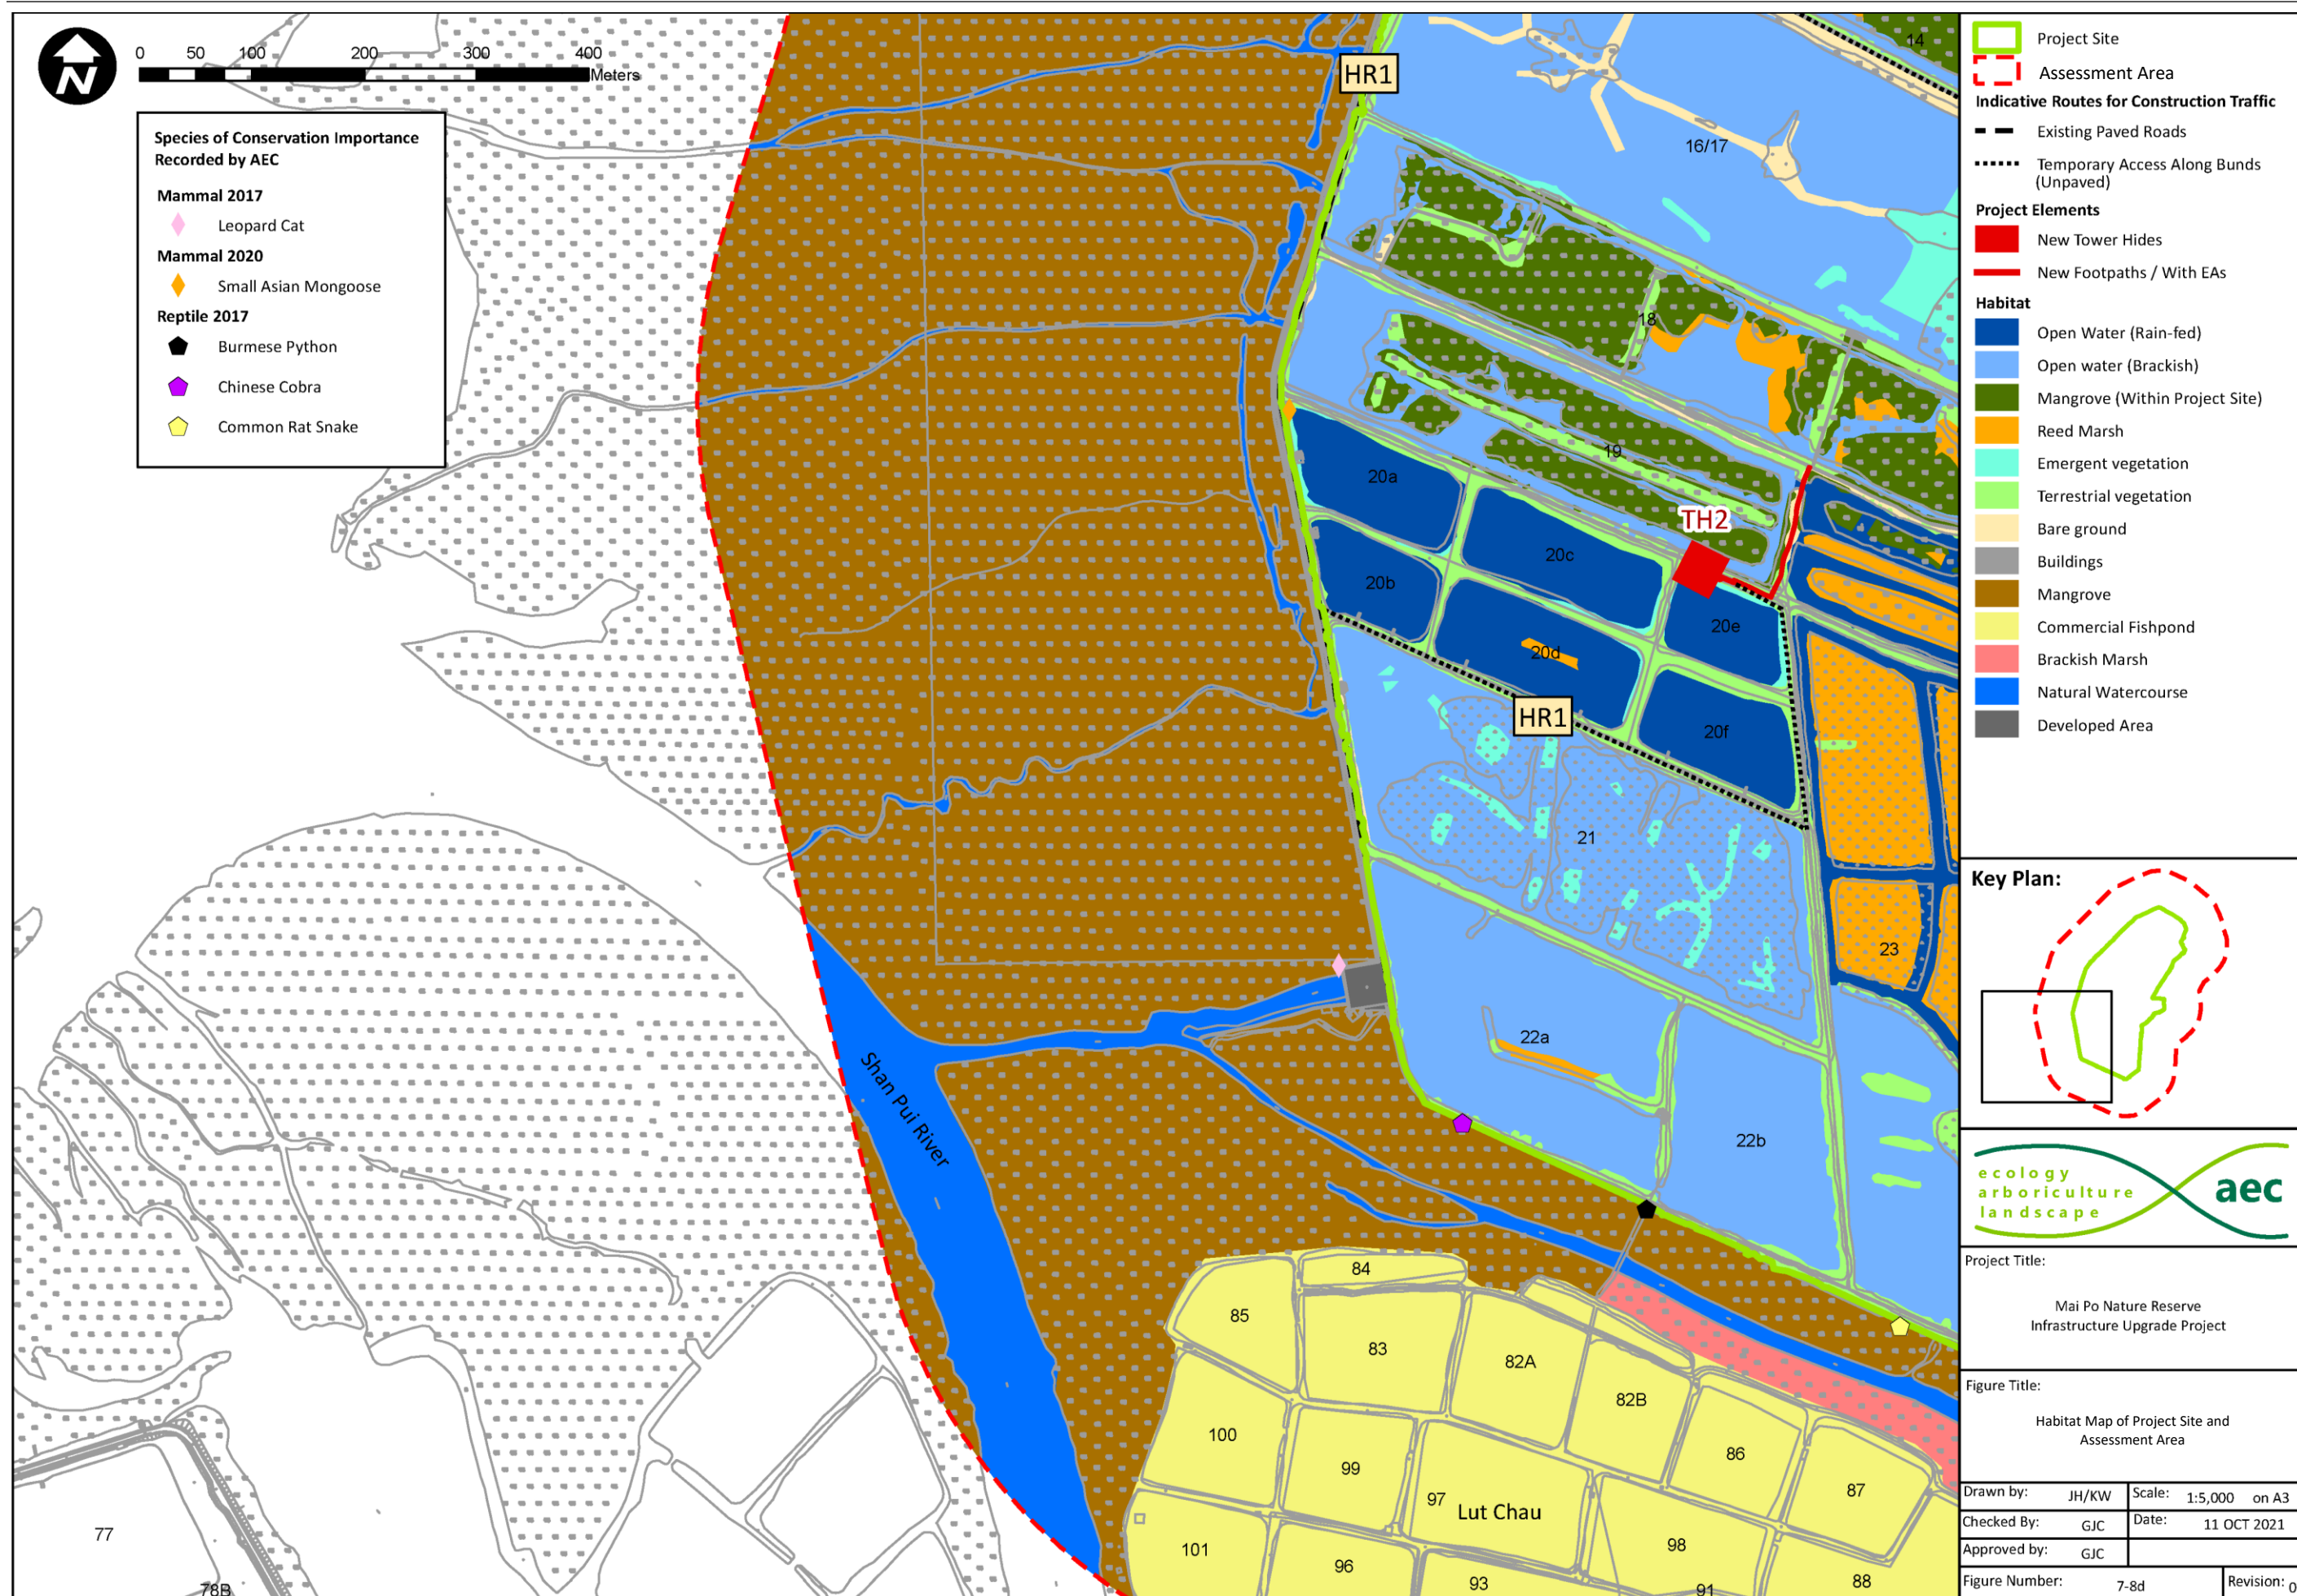 N
0 50 100 200 300 400
Meters
Species of Conservation Importance
Recorded by AEC
Mammal 2017
Leopard Cat
Mammal 2020
Small Asian Mongoose
Reptile 2017
Burmese Python
Chinese Cobra
Common Rat Snake
HR1
14
16/17
18
19
20a
TH2
20c
20b
20e
20d
HR1
20f
21
23
22a
Shan Pui River
22b
84
85
83
82A
82B
100
86
99
87
97
Lut Chau
101
98
96
93
91
88
77
78B
Project Site
Assessment Area
Indicative Routes for Construction Traffic
Existing Paved Roads
Temporary Access Along Bunds
(Unpaved)
Project Elements
New Tower Hides
New Footpaths / With EAs
Habitat
Open Water (Rain-fed)
Open water (Brackish)
Mangrove (Within Project Site)
Reed Marsh
Emergent vegetation
Terrestrial vegetation
Bare ground
Buildings
Mangrove
Commercial Fishpond
Brackish Marsh
Natural Watercourse
Developed Area
Key Plan:
ecology
arboriculture
landscape
aec
Project Title:
Mai Po Nature Reserve
Infrastructure Upgrade Project
Figure Title:
Habitat Map of Project Site and
Assessment Area
Drawn by: JH/KW Scale: 1:5,000 on A3
Checked By: GJC Date: 11 OCT 2021
Approved by: GJC
Figure Number: 7-8d Revision: 0